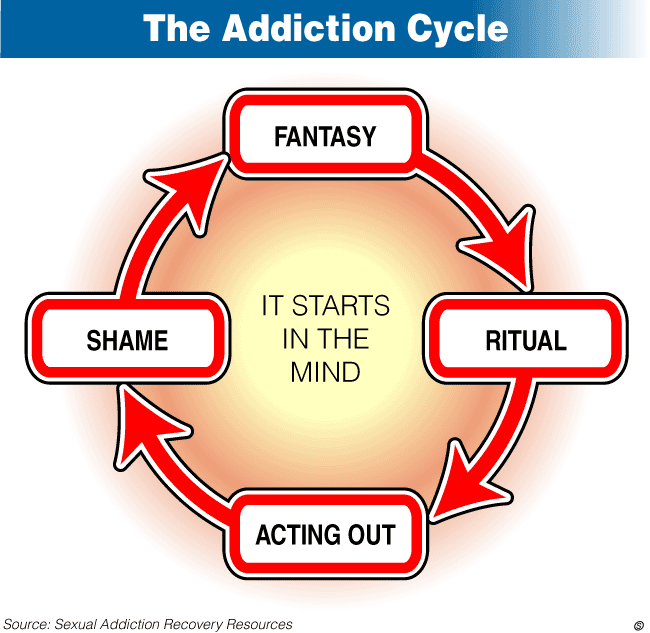 The Addiction Cycle
FANTASY
IT STARTS
IN THE
MIND
SHAME
RITUAL
ACTING OUT
Source: Sexual Addiction Recovery Resources